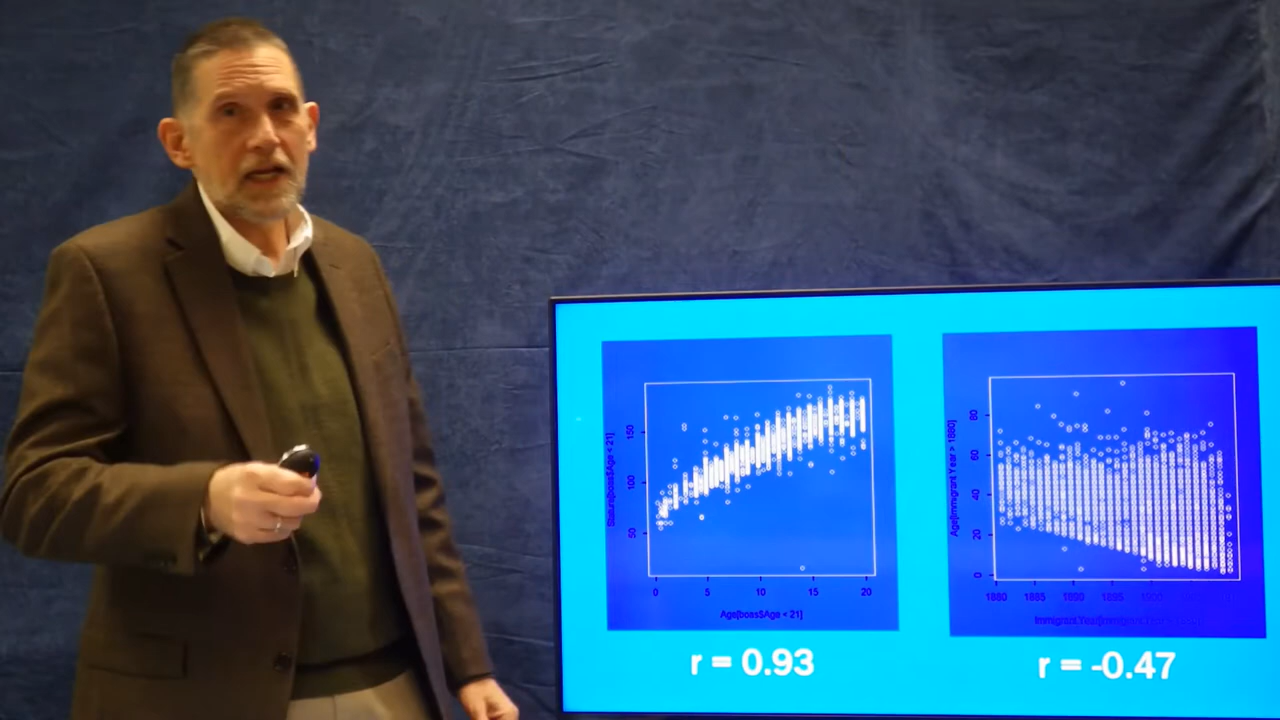 Stature[boas$Age < 21]
50 100 150
0 5 10 15 20
Age[boas$Age < 21]
r = 0.93
Age[Immigrant.Year > 1880]
0 20 40 60 80
1880 1885 1890 1895 1900
r = -0.47